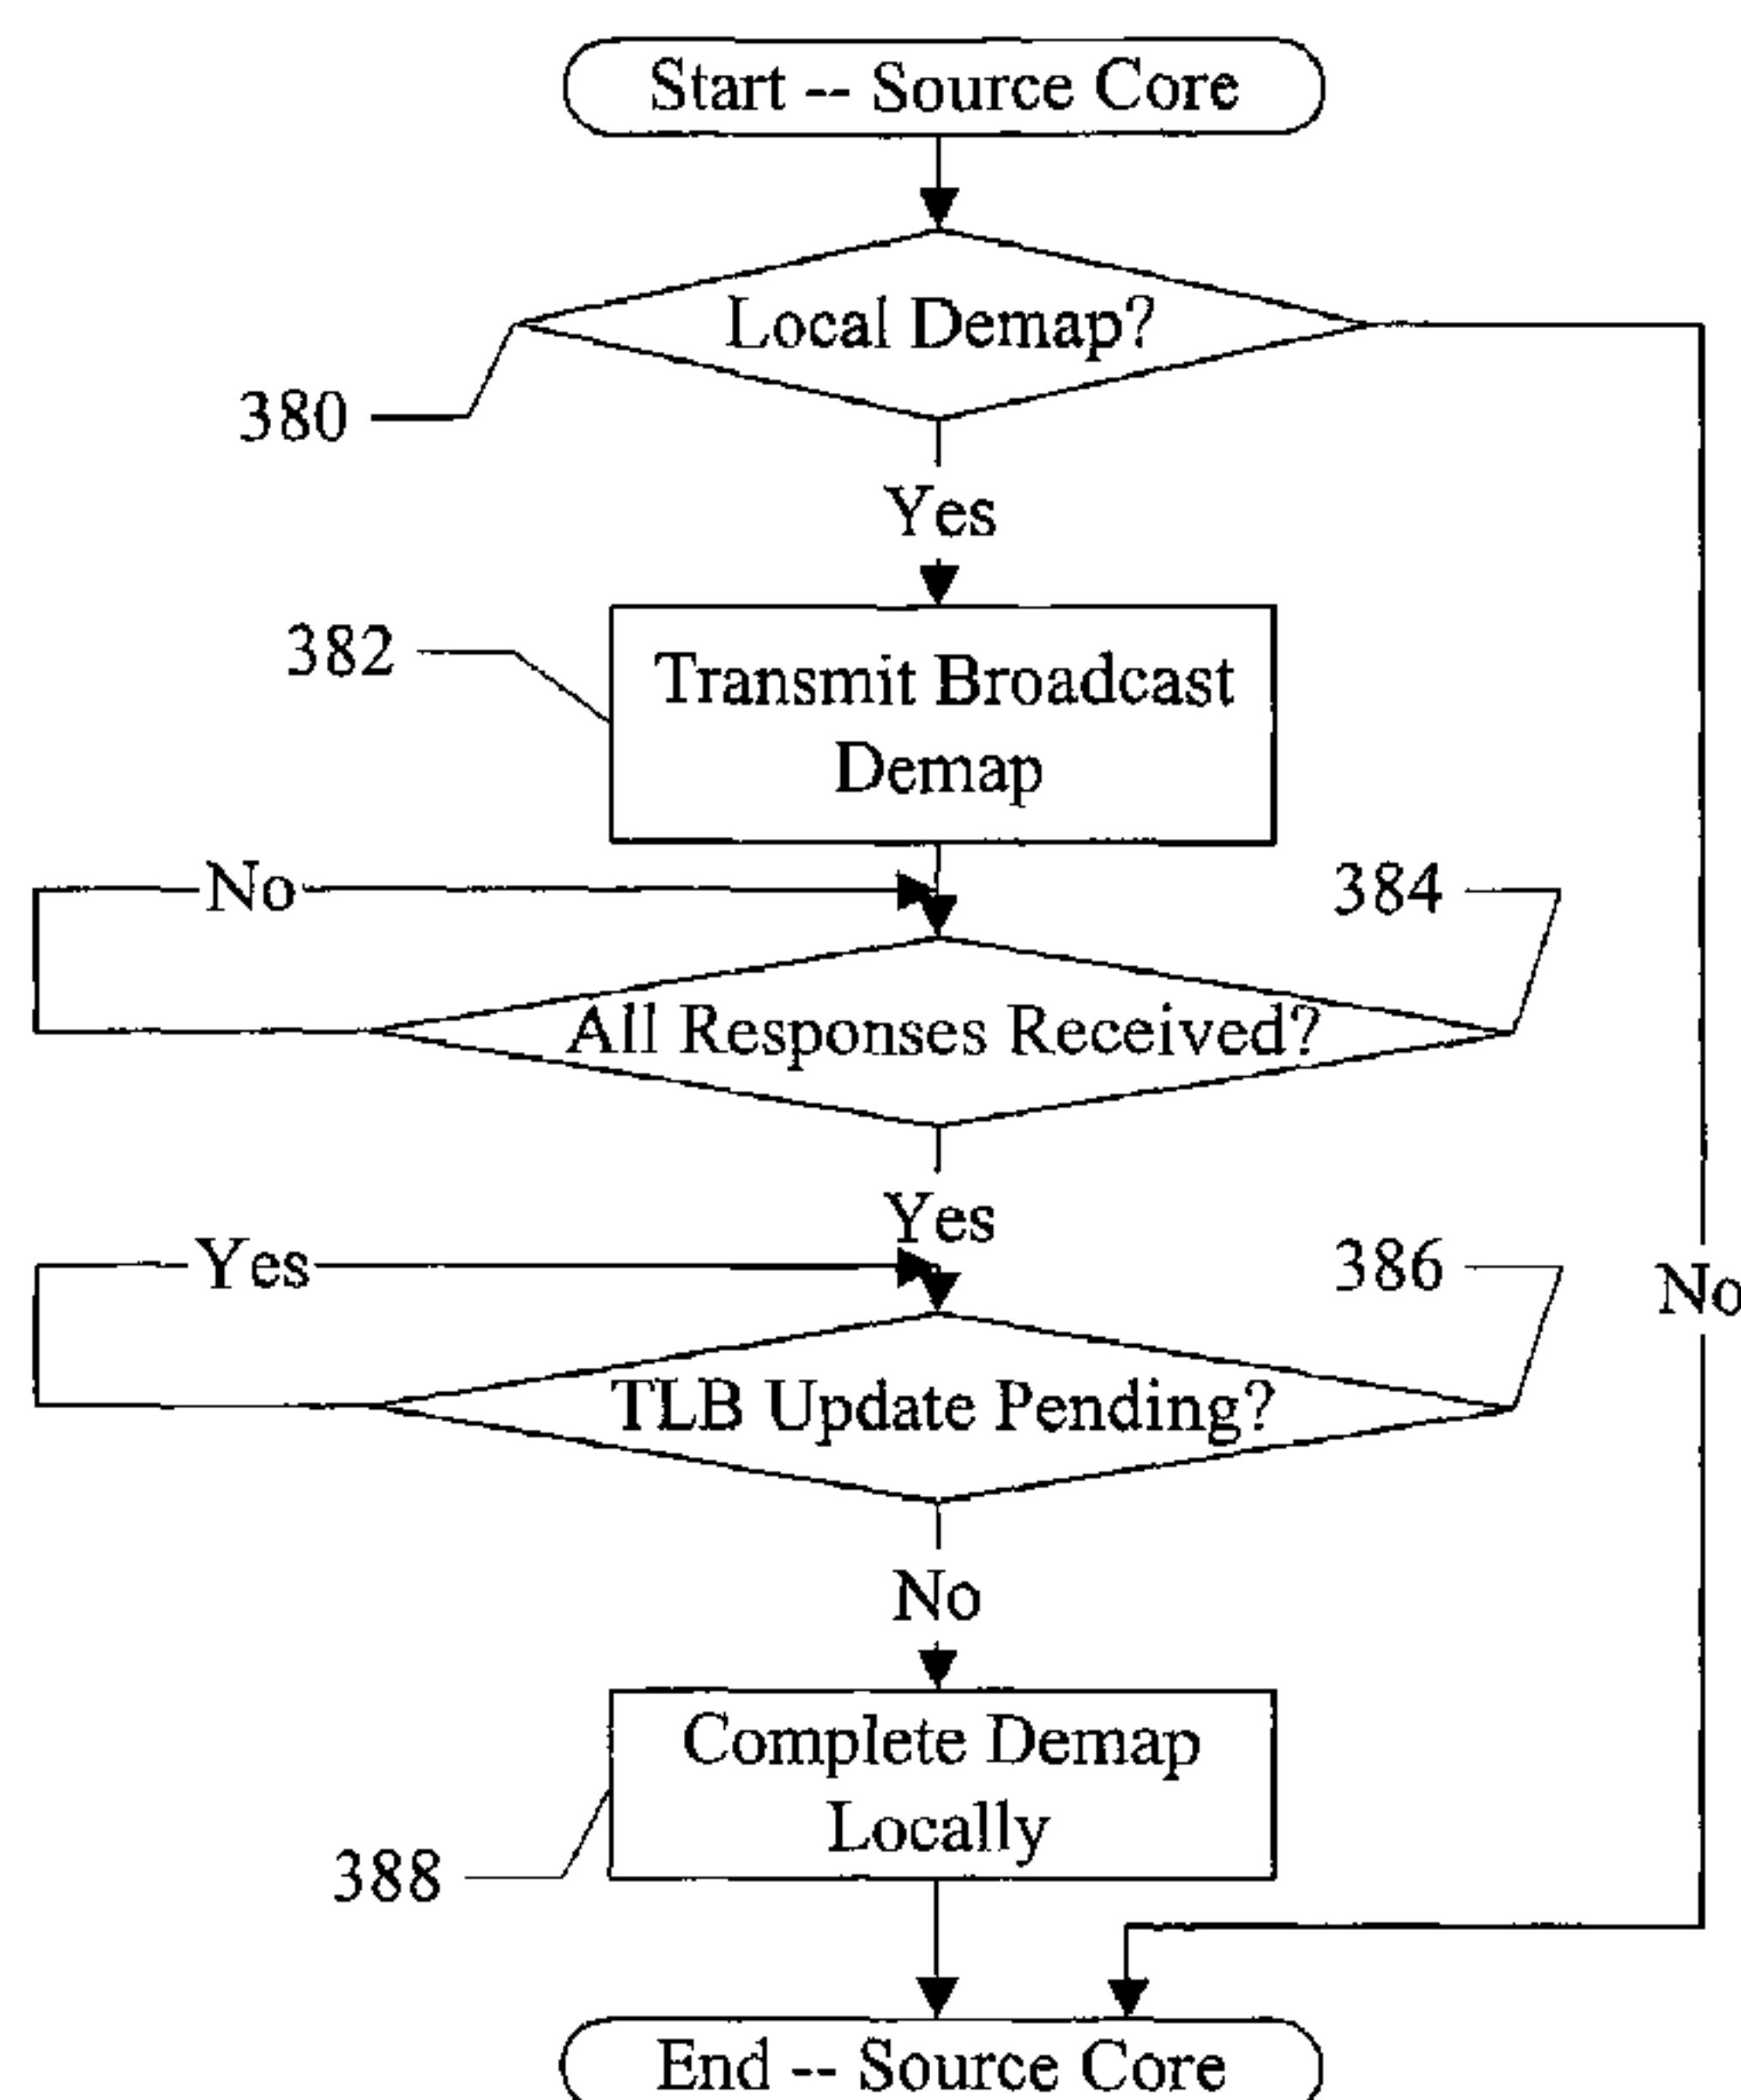 Start -- Source Core
Local Demap?
380
Yes
382
Transmit Broadcast
Demap
No
384
All Responses Received?
Yes
Yes
386
No
TLB Update Pending?
No
Complete Demap
Locally
388
End -- Source Core